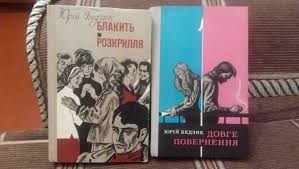 Юрій Бедзик
БЛАКИТЬ
РОЗКРИЛЛЯ
ЮРІЙ БЕДЗИК
ДОВГЕ
ПОВЕРНЕННЯ